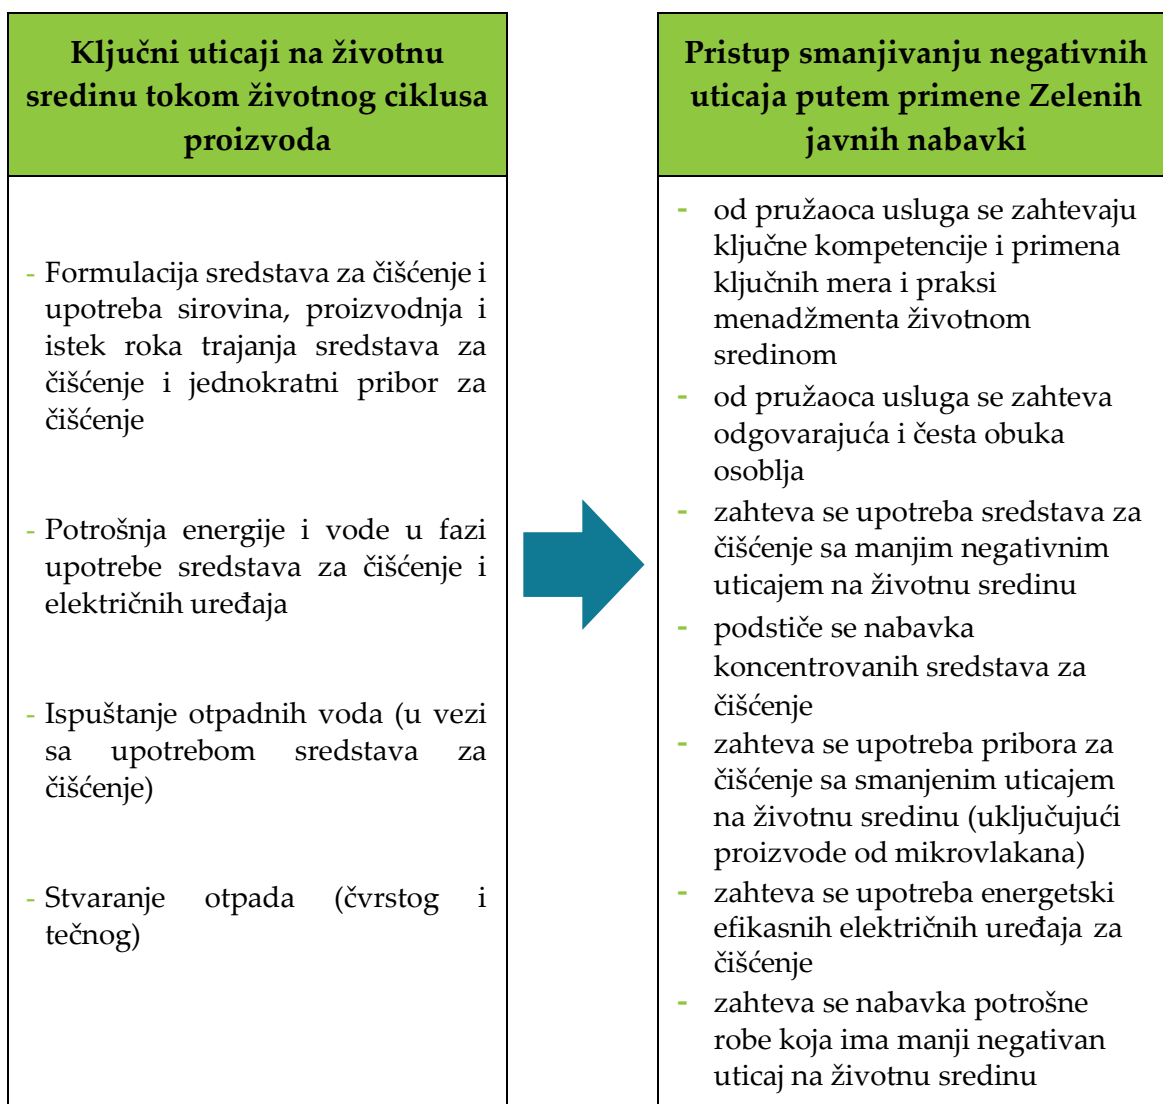 Ključni uticaji na životnu
sredinu tokom životnog ciklusa
proizvoda
- Formulacija sredstava za čišćenje i
upotreba sirovina, proizvodnja i
istek roka trajanja sredstava za
čišćenje i jednokratni pribor za
čišćenje
- Potrošnja energije i vode u fazi
upotrebe sredstava za čišćenje i
električnih uređaja
- Ispuštanje otpadnih voda (u vezi
sa upotrebom sredstava za
čišćenje)
- Stvaranje otpada (čvrstog i
tečnog)
Pristup smanjivanju negativnih
uticaja putem primene Zelenih
javnih nabavki
- od pružaoca usluga se zahtevaju
ključne kompetencije i primena
ključnih mera i praksi
menadžmenta životnom
sredinom
- od pružaoca usluga se zahteva
odgovarajuća i česta obuka
osoblja
- zahteva se upotreba sredstava za
čišćenje sa manjim negativnim
uticajem na životnu sredinu
- podstiče se nabavka
koncentrovanih sredstava za
čišćenje
- zahteva se upotreba pribora za
čišćenje sa smanjenim uticajem
na životnu sredinu (uključujući
proizvode od mikrovlakana)
- zahteva se upotreba energetski
efikasnih električnih uređaja za
čišćenje
- zahteva se nabavka potrošne
robe koja ima manji negativan
uticaj na životnu sredinu